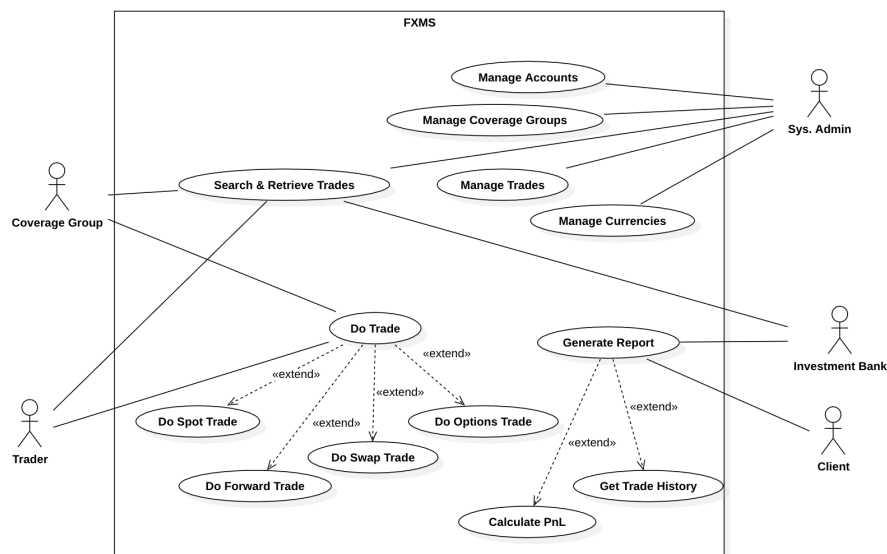 FXMS
Manage Accounts
Manage Coverage Groups
Sys. Admin
Search & Retrieve Trades
Manage Trades
Coverage Group
Manage Currencies
Do Trade
Generate Report
Investment Bank
«extend»
«extend»
«extend»
«extend»
«extend»
«extend»
Do Spot Trade
Do Options Trade
Trader
Do Swap Trade
Client
Do Forward Trade
Get Trade History
Calculate PnL